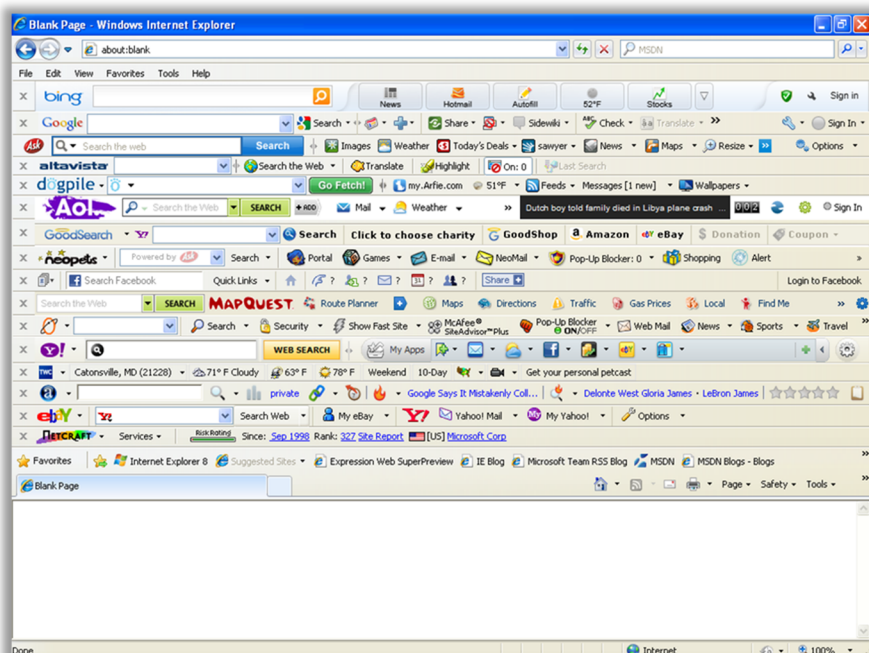 Blank Page - Windows Internet Explorer
about:blank MSDN
File Edit View Favorites Tools Help
x bing News Hotmail Autofill 52°F Stocks Sign in
x Google Search Share Sidewiki ABC Check aä Translate » Sign In
Ask Search the web Search Images Weather Today's Deals sawyer News Maps Resize » Options
x altavista Search the Web Translate Highlight On: 0 Last Search
x dogpile Go Fetch! my.Arfie.com 51°F Feeds Messages [1 new] Wallpapers
x Aol. Search the Web SEARCH + ADD Mail Weather » Dutch boy told family died in Libya plane crash ... 002 Sign In
x GoodSearch Y! Search Click to choose charity GoodShop a Amazon eBay $ Donation Coupon
x neopets Powered by Ask Search Portal Games E-mail NeoMail Pop-Up Blocker: 0 Shopping Alert »
x Search Facebook Quick Links ? ? ? 31 ? ? Share Login to Facebook
x Search the Web SEARCH MAPQUEST Route Planner Maps Directions Traffic Gas Prices Local Find Me »
x Search Security Show Fast Site McAfee® SiteAdvisor™Plus Pop-Up Blocker ON/OFF Web Mail News Sports Travel
x Y! WEB SEARCH My Apps
x TWC Catonsville, MD (21228) 71° F Cloudy 63° F 78° F Weekend 10-Day Get your personal petcast
x a private Google Says It Mistakenly Coll... Delonte West Gloria James • LeBron James
x ebY Y! Search Web My eBay Y! Yahoo! Mail My Yahoo! Options
x NETCRAFT Services Risk Rating Since: Sep 1998 Rank: 327 Site Report [US] Microsoft Corp
Favorites Internet Explorer 8 Suggested Sites Expression Web SuperPreview IE Blog Microsoft Team RSS Blog MSDN MSDN Blogs - Blogs »
Blank Page Page Safety Tools »
Done Internet 100%